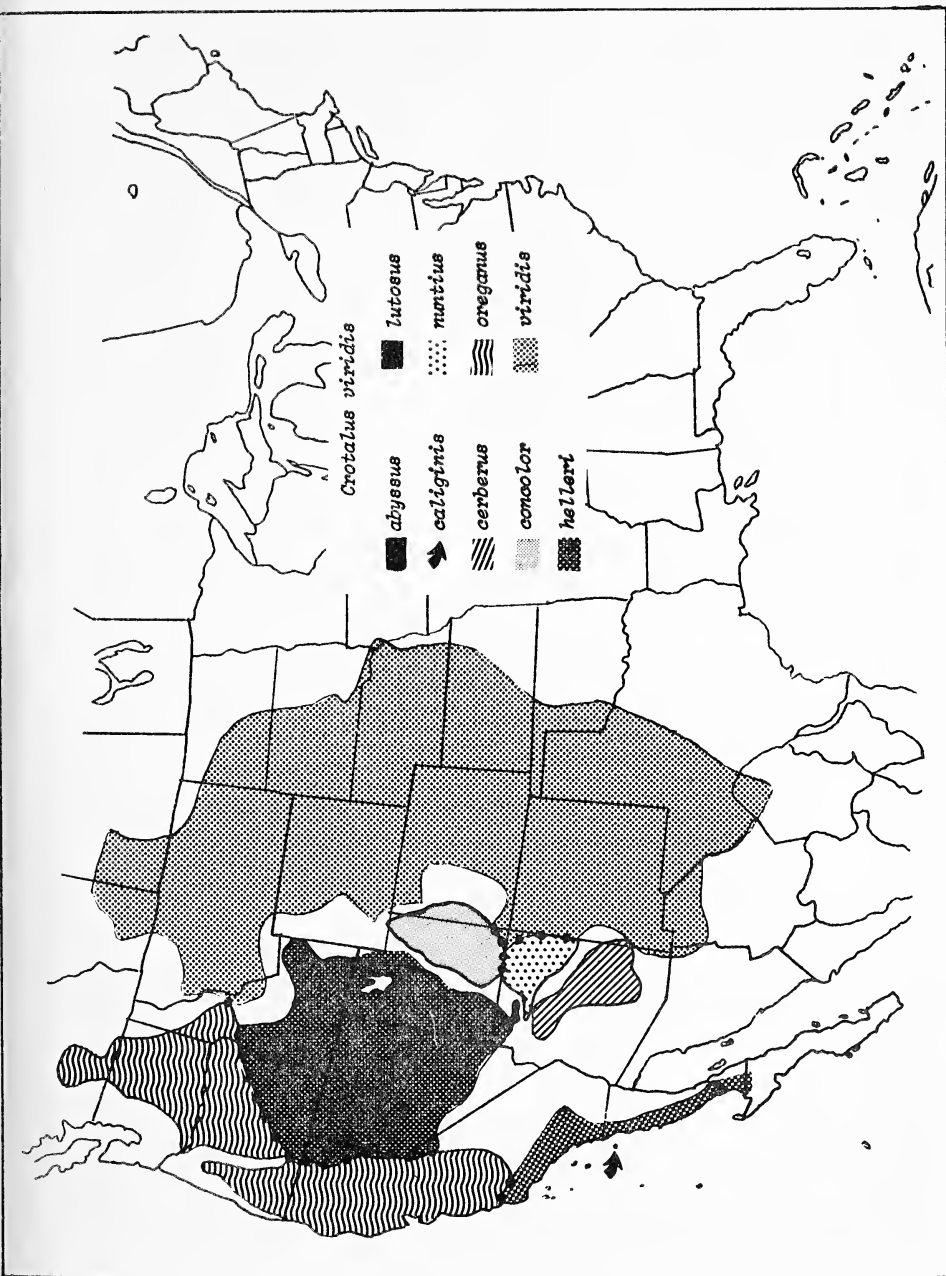 Crotalus viridis
abyssus lutosus
caliginis nuntius
cerberus oreganus
concolor viridis
helleri